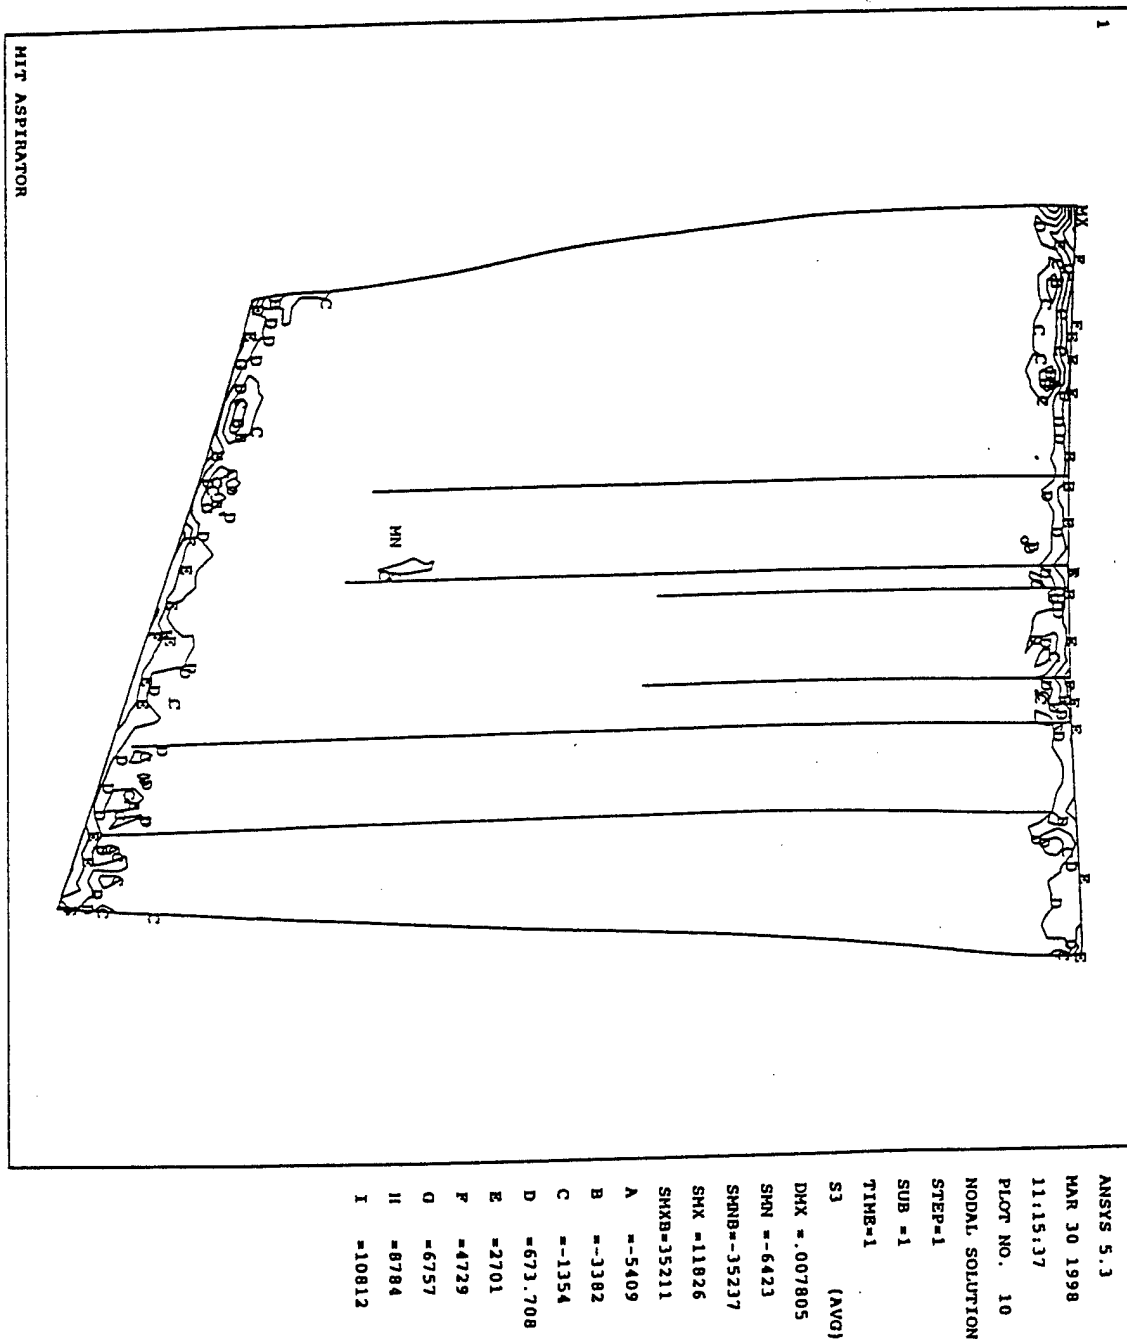 1
ANSYS 5.3
MAR 30 1998
11:15:37
PLOT NO. 10
NODAL SOLUTION
STEP=1
SUB =1
TIME=1
S3 (AVG)
DMX =.007805
SMN =-6423
SMNB=-35237
SMX =11826
SMXB=35211
A =-5409
B =-3382
C =-1354
D =673.708
E =2701
F =4729
G =6757
H =8784
I =10812
MX
MN
MIT ASPIRATOR